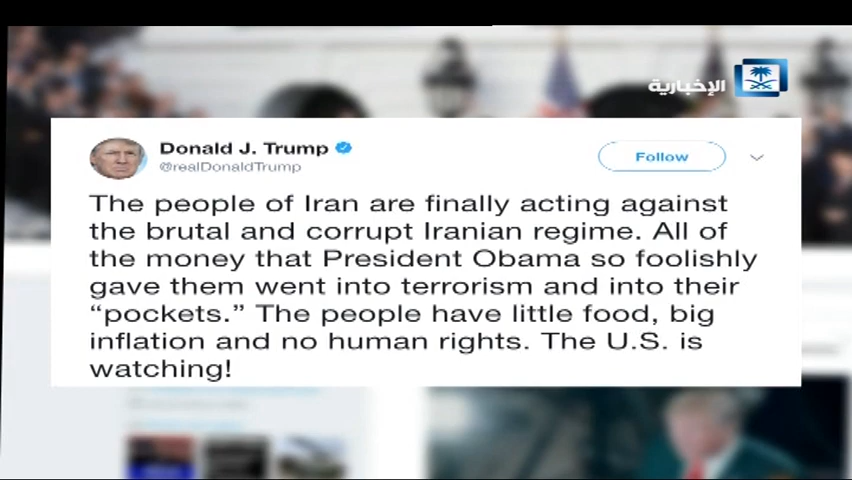 الإخبارية
Donald J. Trump
@realDonaldTrump
Follow
The people of Iran are finally acting against
the brutal and corrupt Iranian regime. All of
the money that President Obama so foolishly
gave them went into terrorism and into their
“pockets.” The people have little food, big
inflation and no human rights. The U.S. is
watching!